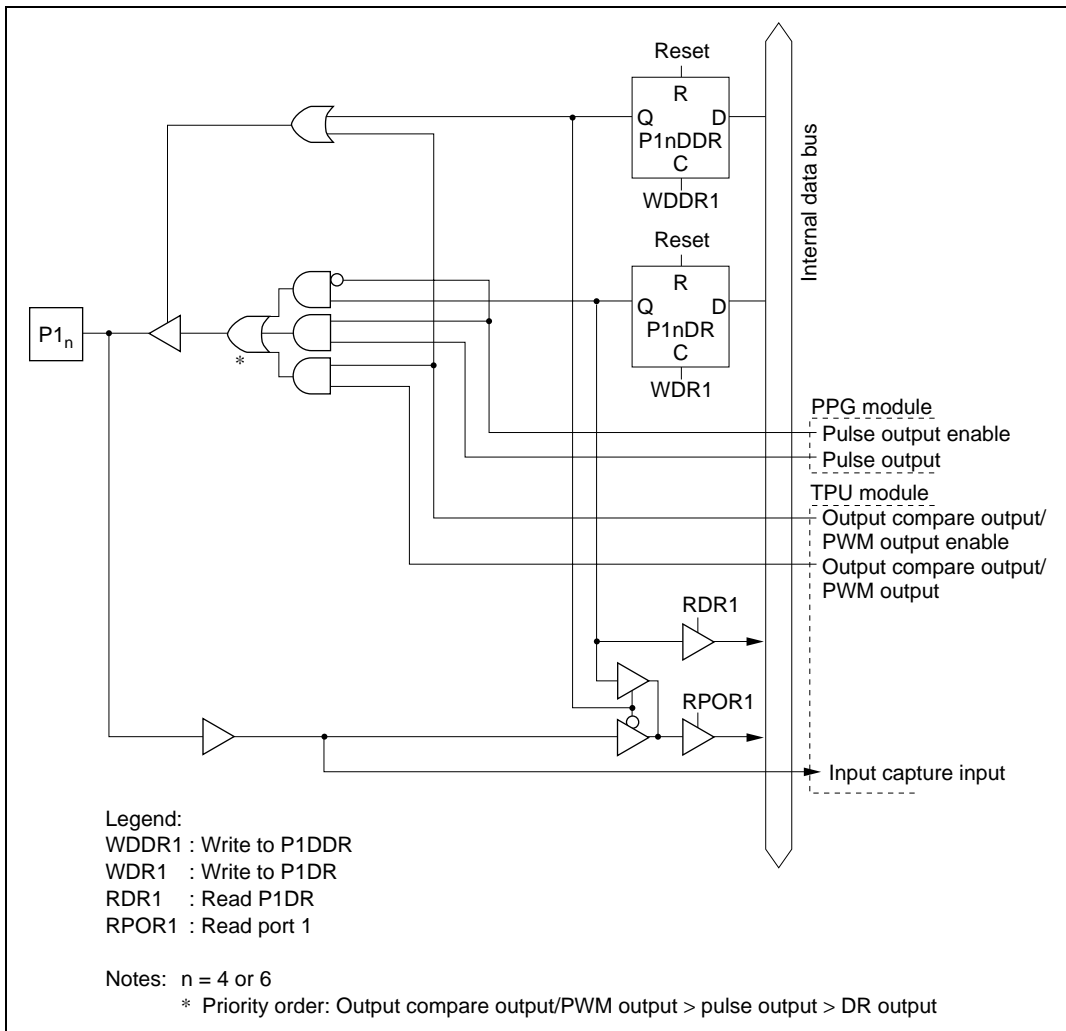 Reset
R
Q D
P1nDDR
C
WDDR1
Reset
R
Q D
P1nDR
C
WDR1
Internal data bus
P1n
*
PPG module
Pulse output enable
Pulse output
TPU module
Output compare output/
PWM output enable
Output compare output/
PWM output
RDR1
RPOR1
Input capture input
Legend:
WDDR1 : Write to P1DDR
WDR1 : Write to P1DR
RDR1 : Read P1DR
RPOR1 : Read port 1
Notes: n = 4 or 6
* Priority order: Output compare output/PWM output > pulse output > DR output